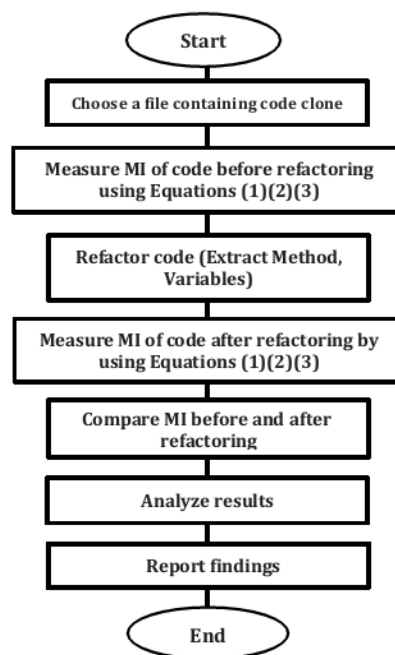 Start
Choose a file containing code clone
Measure MI of code before refactoring
using Equations (1)(2)(3)
Refactor code (Extract Method,
Variables)
Measure MI of code after refactoring by
using Equations (1)(2)(3)
Compare MI before and after
refactoring
Analyze results
Report findings
End